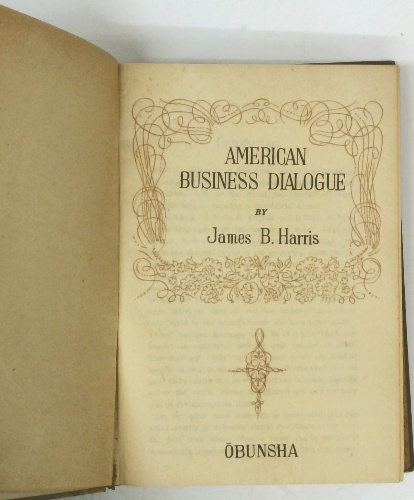 AMERICAN
BUSINESS DIALOGUE
BY
James B. Harris
ŌBUNSHA